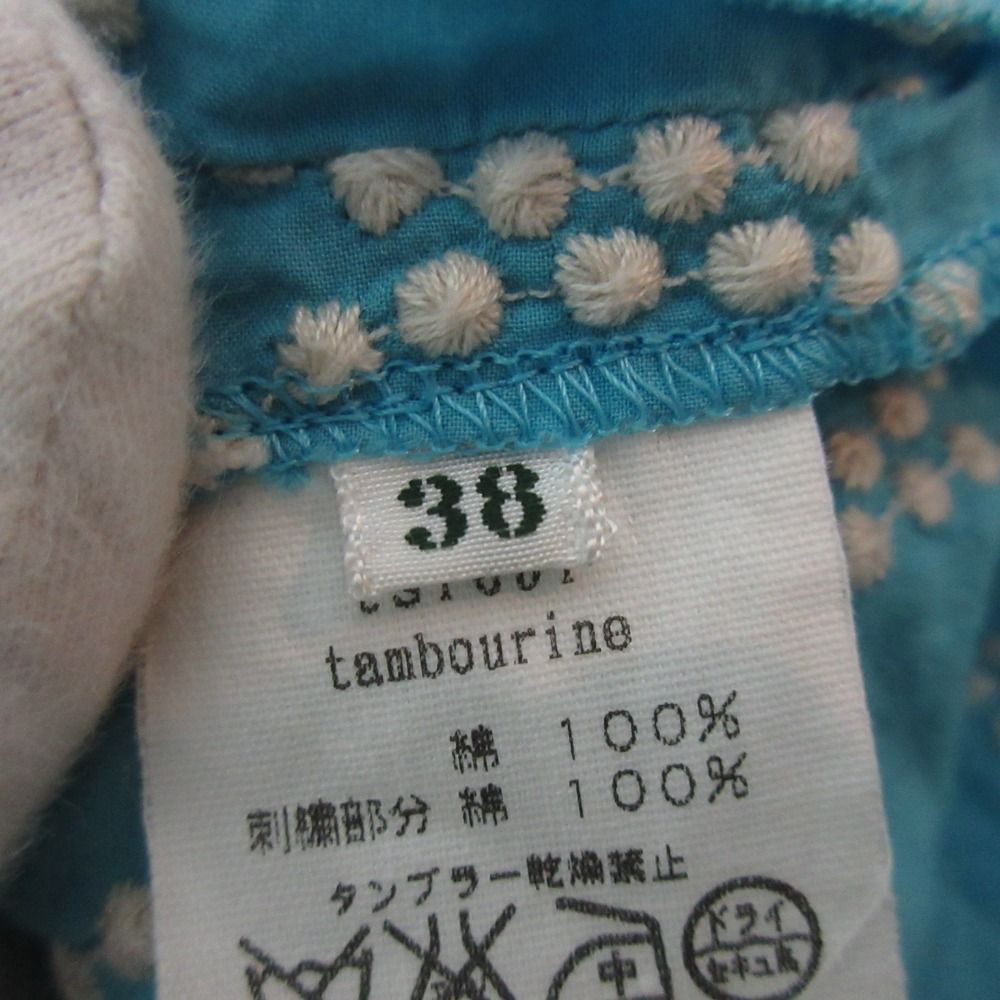 38
tambourine
綿 100%
刺繍部分 綿 100%
タンブラー乾燥禁止
中
ドライ
セキユ系